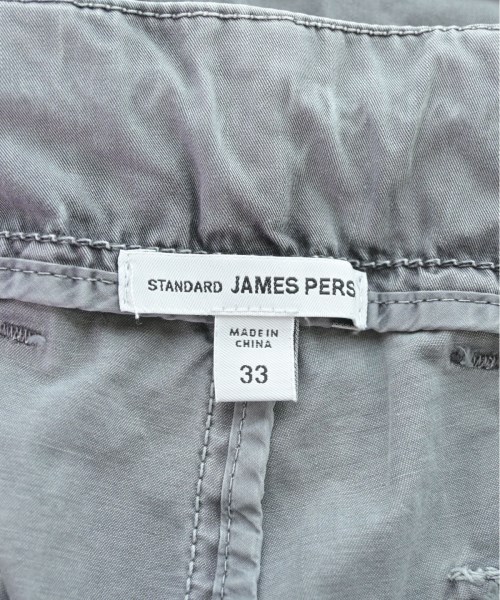 STANDARD JAMES PERS
MADE IN
CHINA
33